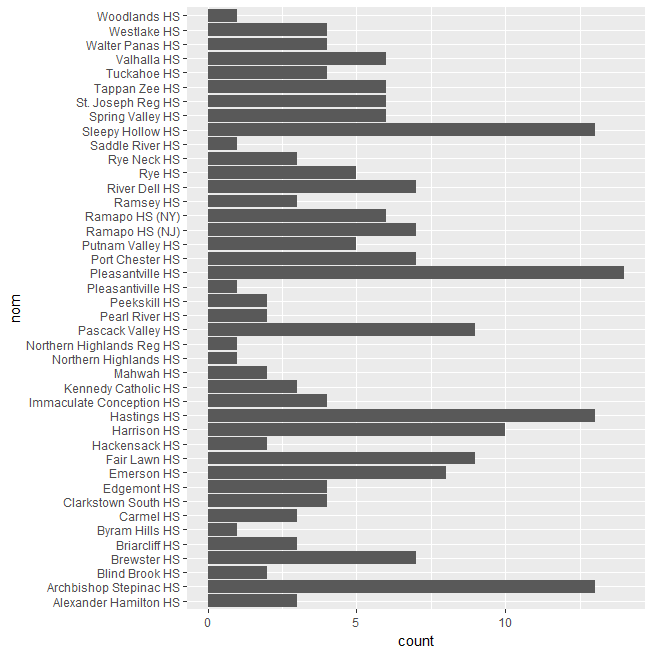 Woodlands HS
Westlake HS
Walter Panas HS
Valhalla HS
Tuckahoe HS
Tappan Zee HS
St. Joseph Reg HS
Spring Valley HS
Sleepy Hollow HS
Saddle River HS
Rye Neck HS
Rye HS
River Dell HS
Ramsey HS
Ramapo HS (NY)
Ramapo HS (NJ)
Putnam Valley HS
Port Chester HS
Pleasantville HS
Pleasantiville HS
Peekskill HS
Pearl River HS
Pascack Valley HS
Northern Highlands Reg HS
Northern Highlands HS
Mahwah HS
Kennedy Catholic HS
Immaculate Conception HS
Hastings HS
Harrison HS
Hackensack HS
Fair Lawn HS
Emerson HS
Edgemont HS
Clarkstown South HS
Carmel HS
Byram Hills HS
Briarcliff HS
Brewster HS
Blind Brook HS
Archbishop Stepinac HS
Alexander Hamilton HS
nom
0 5 10
count